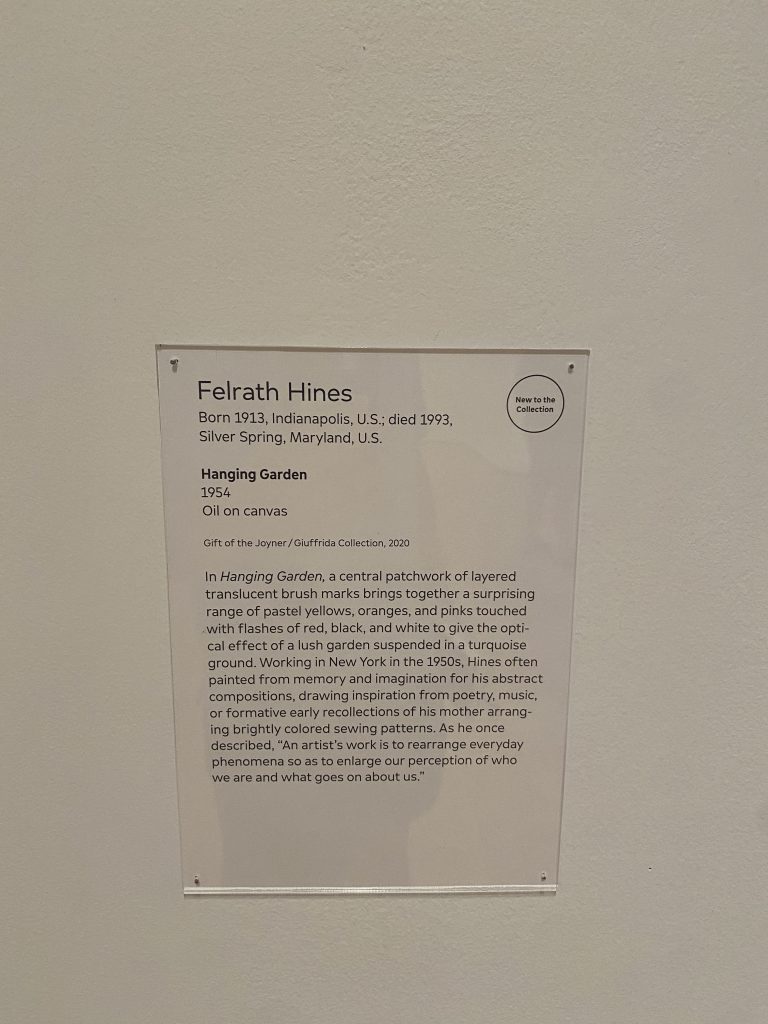 Felrath Hines
Born 1913, Indianapolis, U.S.; died 1993,
Silver Spring, Maryland, U.S.
New to the
Collection
Hanging Garden
1954
Oil on canvas
Gift of the Joyner / Giuffrida Collection, 2020
In Hanging Garden, a central patchwork of layered
translucent brush marks brings together a surprising
range of pastel yellows, oranges, and pinks touched
with flashes of red, black, and white to give the opti-
cal effect of a lush garden suspended in a turquoise
ground. Working in New York in the 1950s, Hines often
painted from memory and imagination for his abstract
compositions, drawing inspiration from poetry, music,
or formative early recollections of his mother arrang-
ing brightly colored sewing patterns. As he once
described, “An artist’s work is to rearrange everyday
phenomena so as to enlarge our perception of who
we are and what goes on about us.”